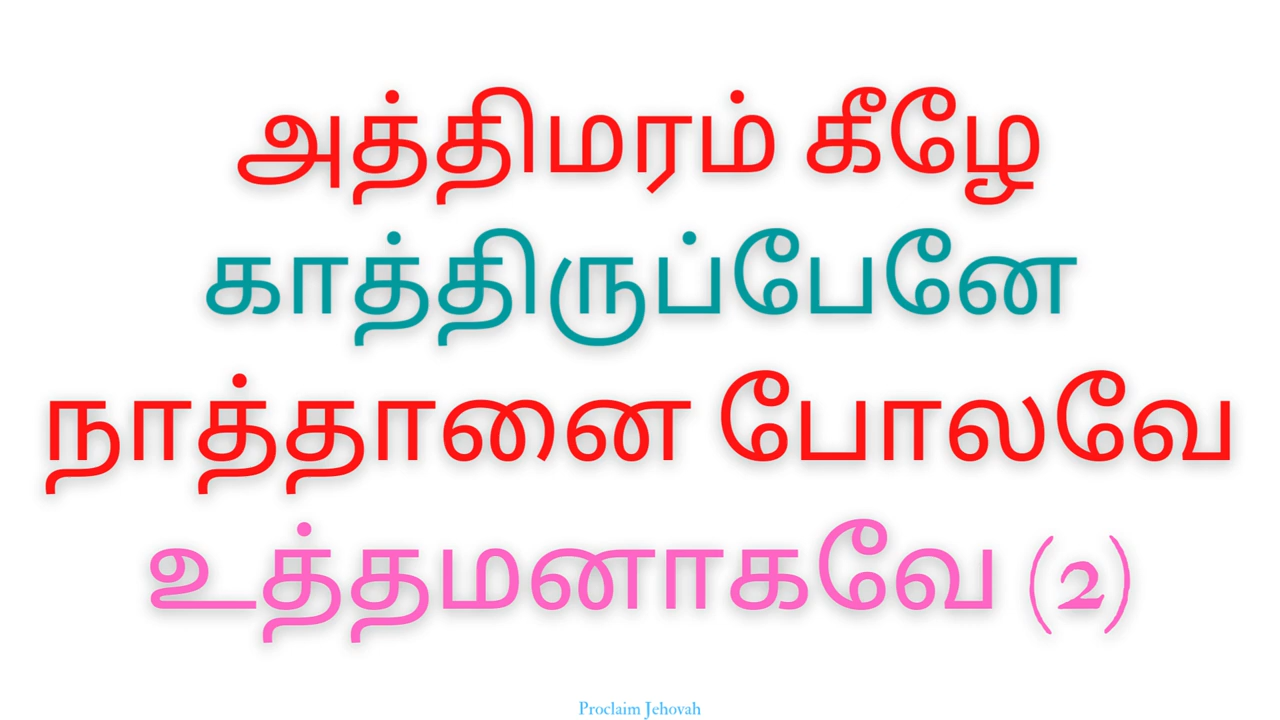 அத்திமரம் கீழே
காத்திருப்பேனே
நாத்தானை போலவே
உத்தமனாகவே (2)
Proclaim Jehovah